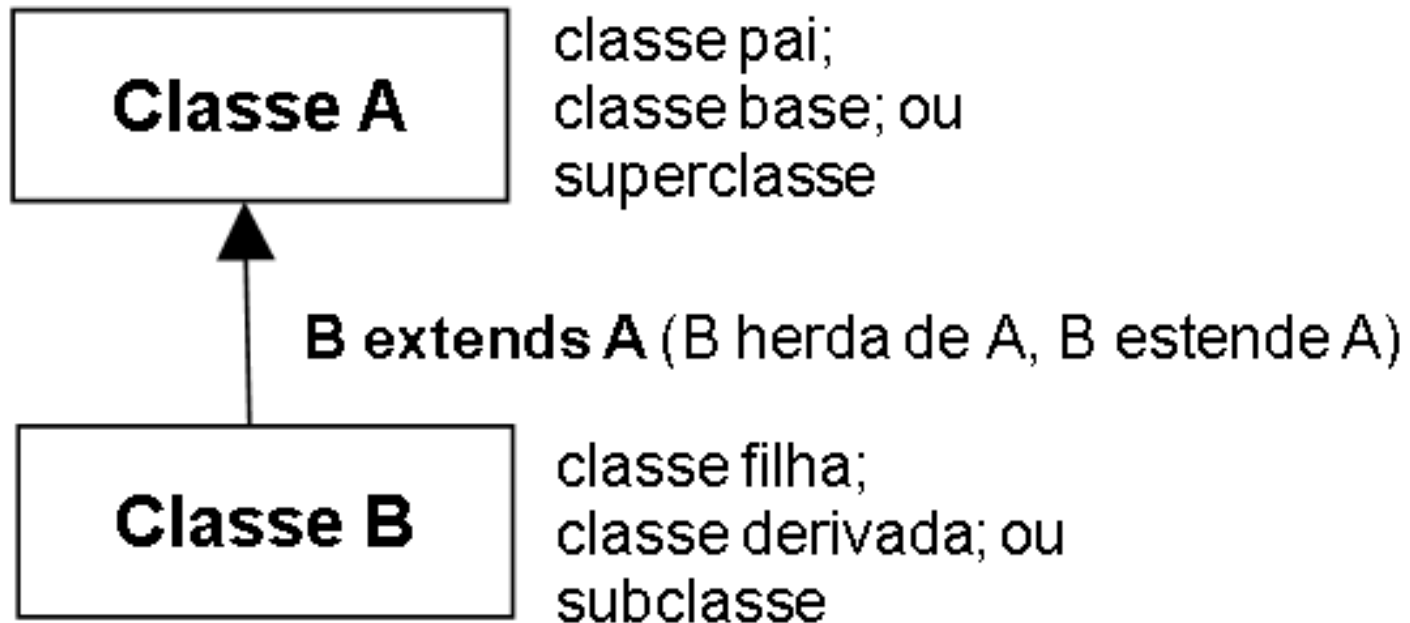 Classe A
classe pai;
classe base; ou
superclasse
B extends A (B herda de A, B estende A)
Classe B
classe filha;
classe derivada; ou
subclasse